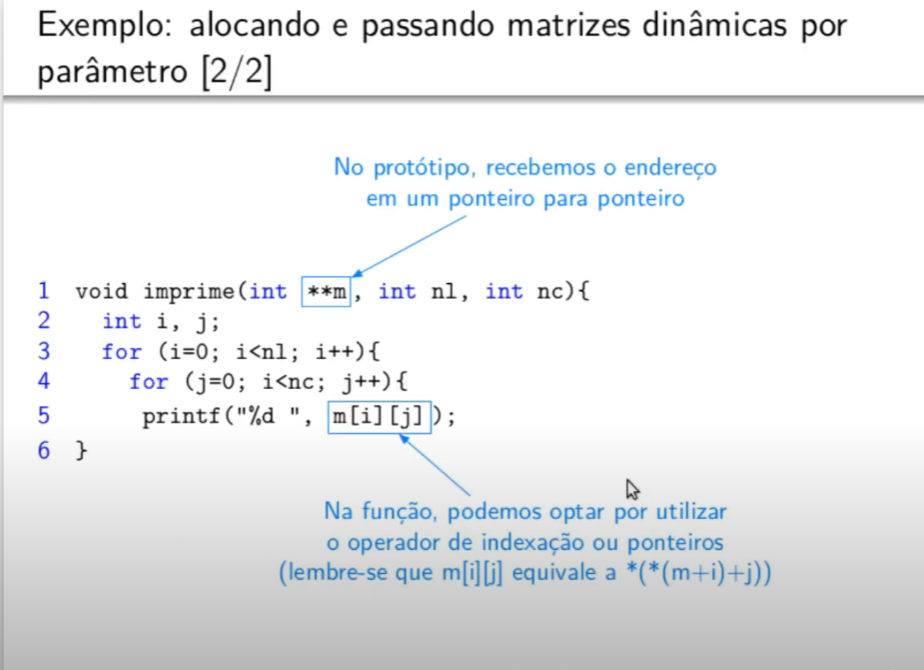 Exemplo: alocando e passando matrizes dinâmicas por
parâmetro [2/2]
No protótipo, recebemos o endereço
em um ponteiro para ponteiro
1 void imprime(int **m, int nl, int nc){
2 int i, j;
3 for (i=0; i<nl; i++){
4 for (j=0; i<nc; j++){
5 printf("%d ", m[i][j]);
6 }
Na função, podemos optar por utilizar
o operador de indexação ou ponteiros
(lembre-se que m[i][j] equivale a *(*(m+i)+j))